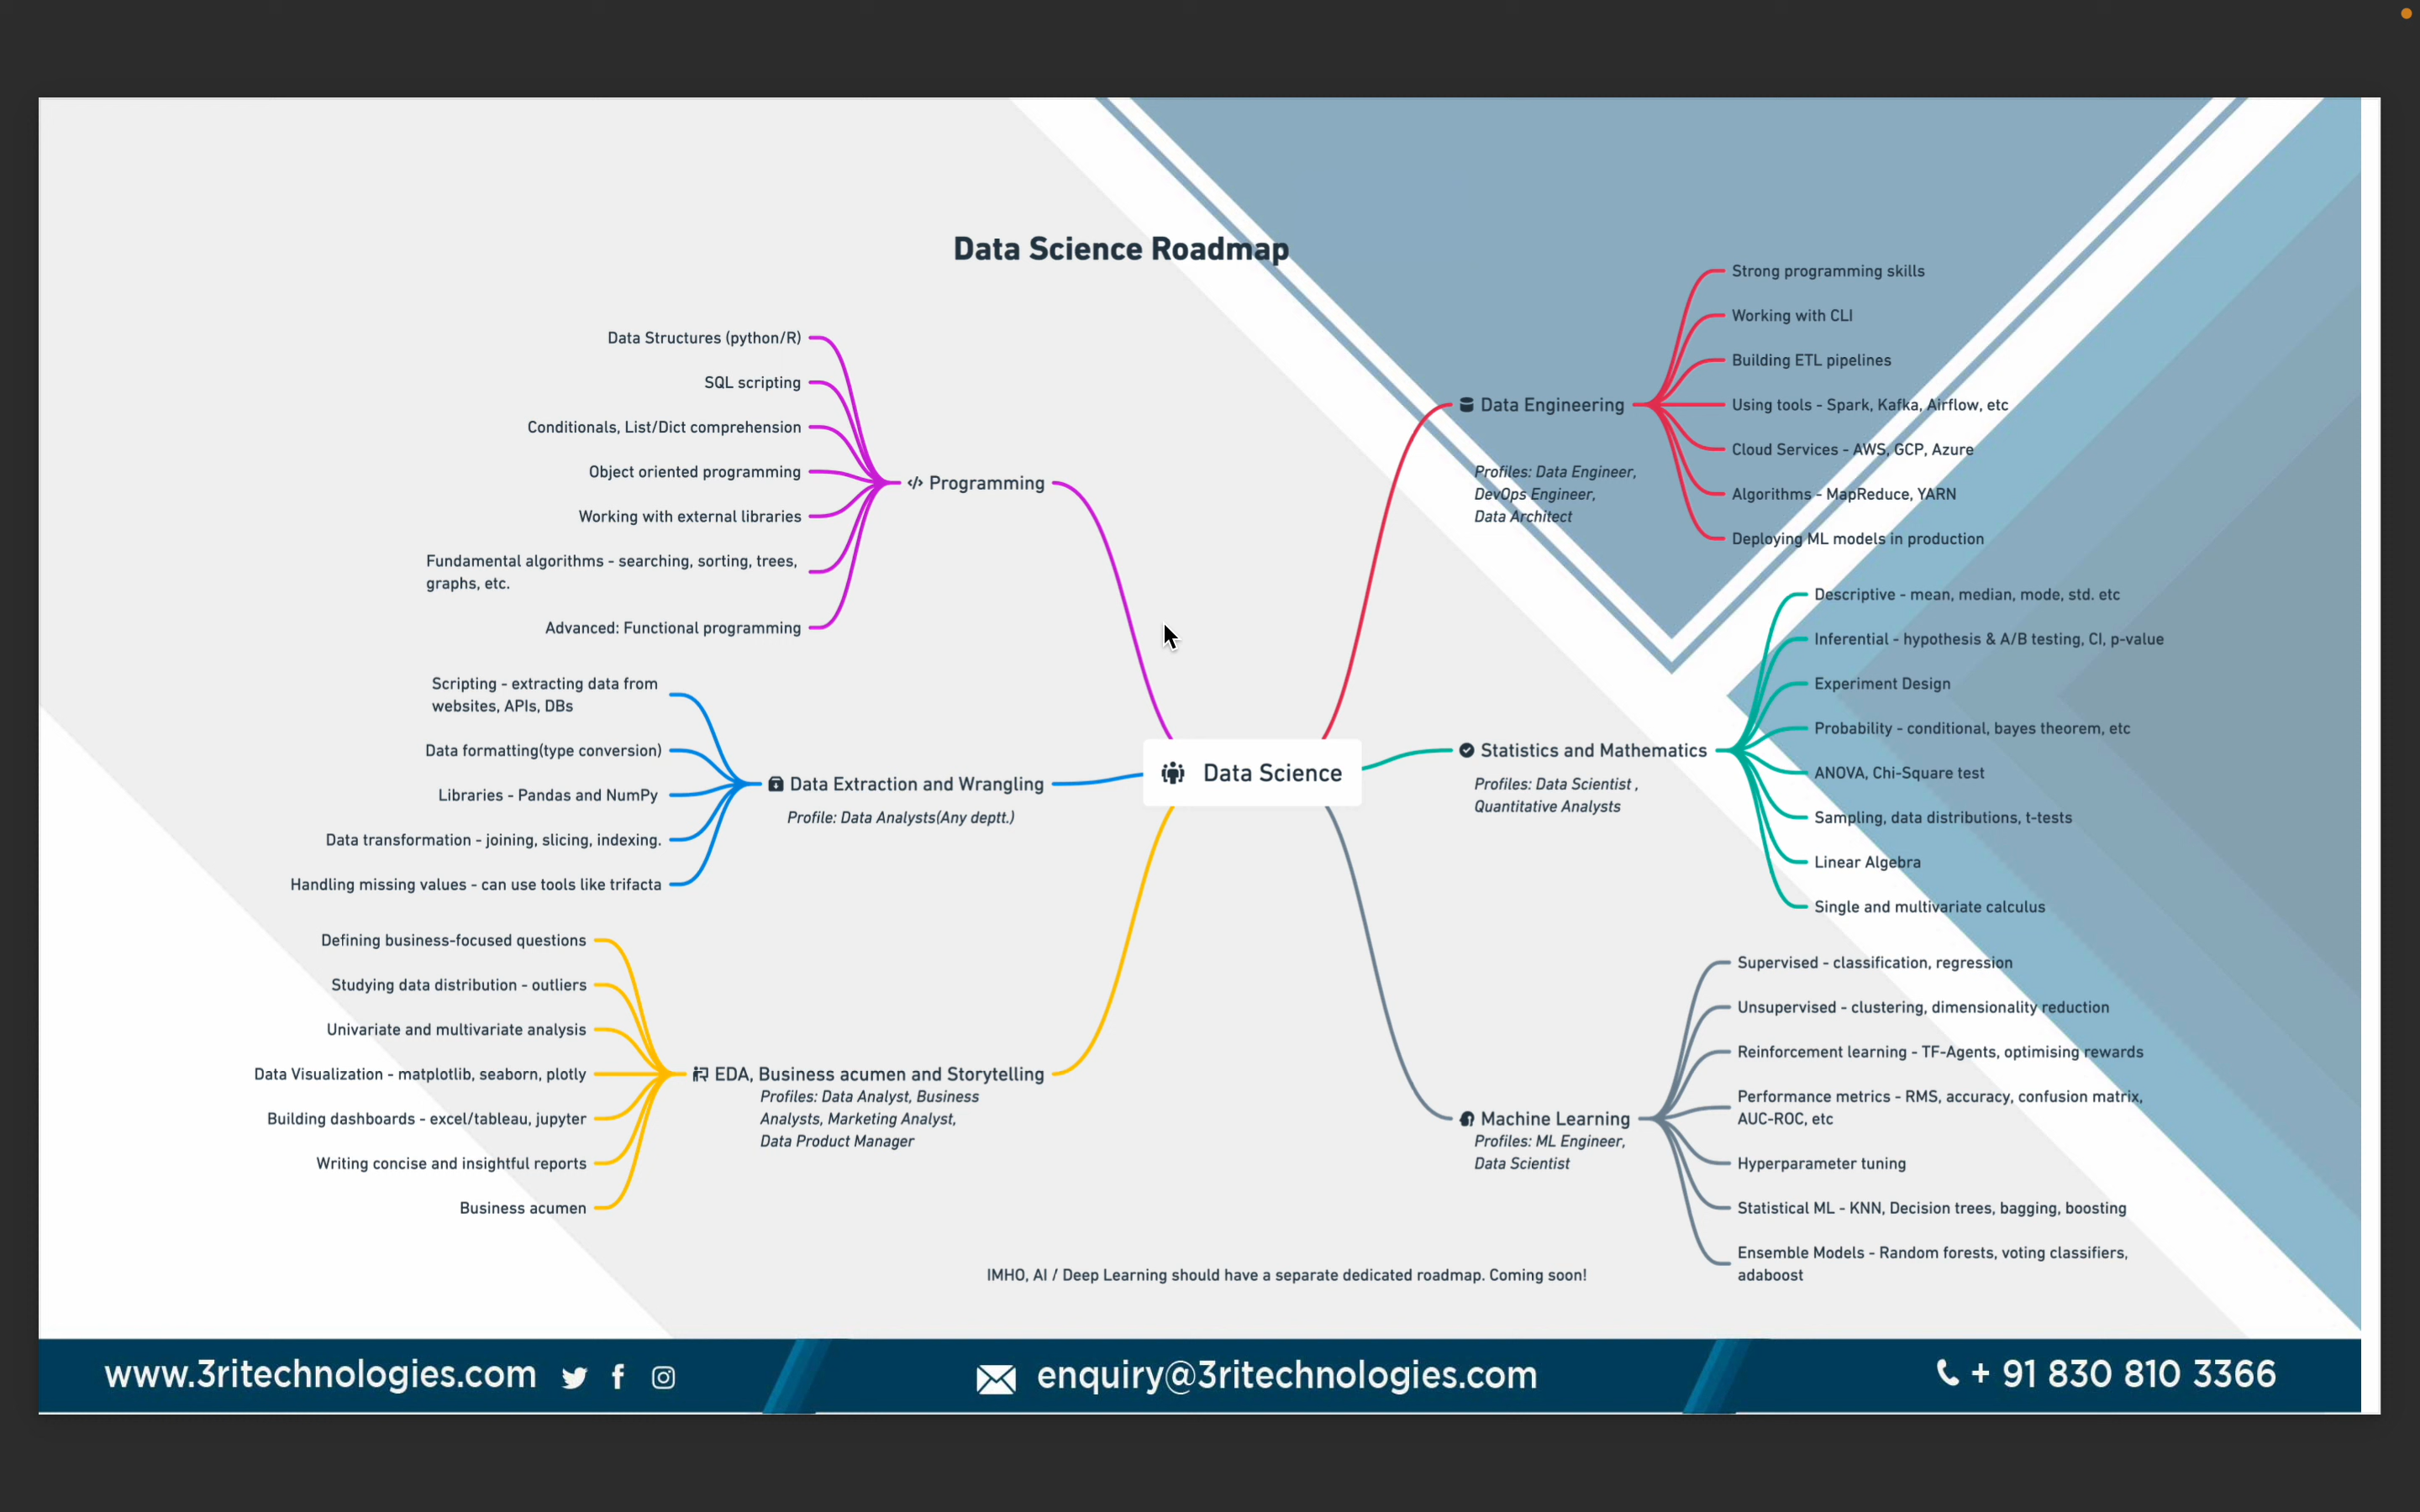 Data Science Roadmap
Data Structures (python/R)
SQL scripting
Conditionals, List/Dict comprehension
Object oriented programming
Working with external libraries
Fundamental algorithms - searching, sorting, trees,
graphs, etc.
Advanced: Functional programming
</> Programming
Scripting - extracting data from
websites, APIs, DBs
Data formatting(type conversion)
Libraries - Pandas and NumPy
Data transformation - joining, slicing, indexing.
Handling missing values - can use tools like trifacta
Data Extraction and Wrangling
Profile: Data Analysts(Any deptt.)
Defining business-focused questions
Studying data distribution - outliers
Univariate and multivariate analysis
Data Visualization - matplotlib, seaborn, plotly
Building dashboards - excel/tableau, jupyter
Writing concise and insightful reports
Business acumen
EDA, Business acumen and Storytelling
Profiles: Data Analyst, Business
Analysts, Marketing Analyst,
Data Product Manager
Data Science
Data Engineering
Profiles: Data Engineer,
DevOps Engineer,
Data Architect
Strong programming skills
Working with CLI
Building ETL pipelines
Using tools - Spark, Kafka, Airflow, etc
Cloud Services - AWS, GCP, Azure
Algorithms - MapReduce, YARN
Deploying ML models in production
Statistics and Mathematics
Profiles: Data Scientist ,
Quantitative Analysts
Descriptive - mean, median, mode, std. etc
Inferential - hypothesis & A/B testing, CI, p-value
Experiment Design
Probability - conditional, bayes theorem, etc
ANOVA, Chi-Square test
Sampling, data distributions, t-tests
Linear Algebra
Single and multivariate calculus
Machine Learning
Profiles: ML Engineer,
Data Scientist
Supervised - classification, regression
Unsupervised - clustering, dimensionality reduction
Reinforcement learning - TF-Agents, optimising rewards
Performance metrics - RMS, accuracy, confusion matrix,
AUC-ROC, etc
Hyperparameter tuning
Statistical ML - KNN, Decision trees, bagging, boosting
Ensemble Models - Random forests, voting classifiers,
adaboost
IMHO, AI / Deep Learning should have a separate dedicated roadmap. Coming soon!
www.3ritechnologies.com
enquiry@3ritechnologies.com
+ 91 830 810 3366